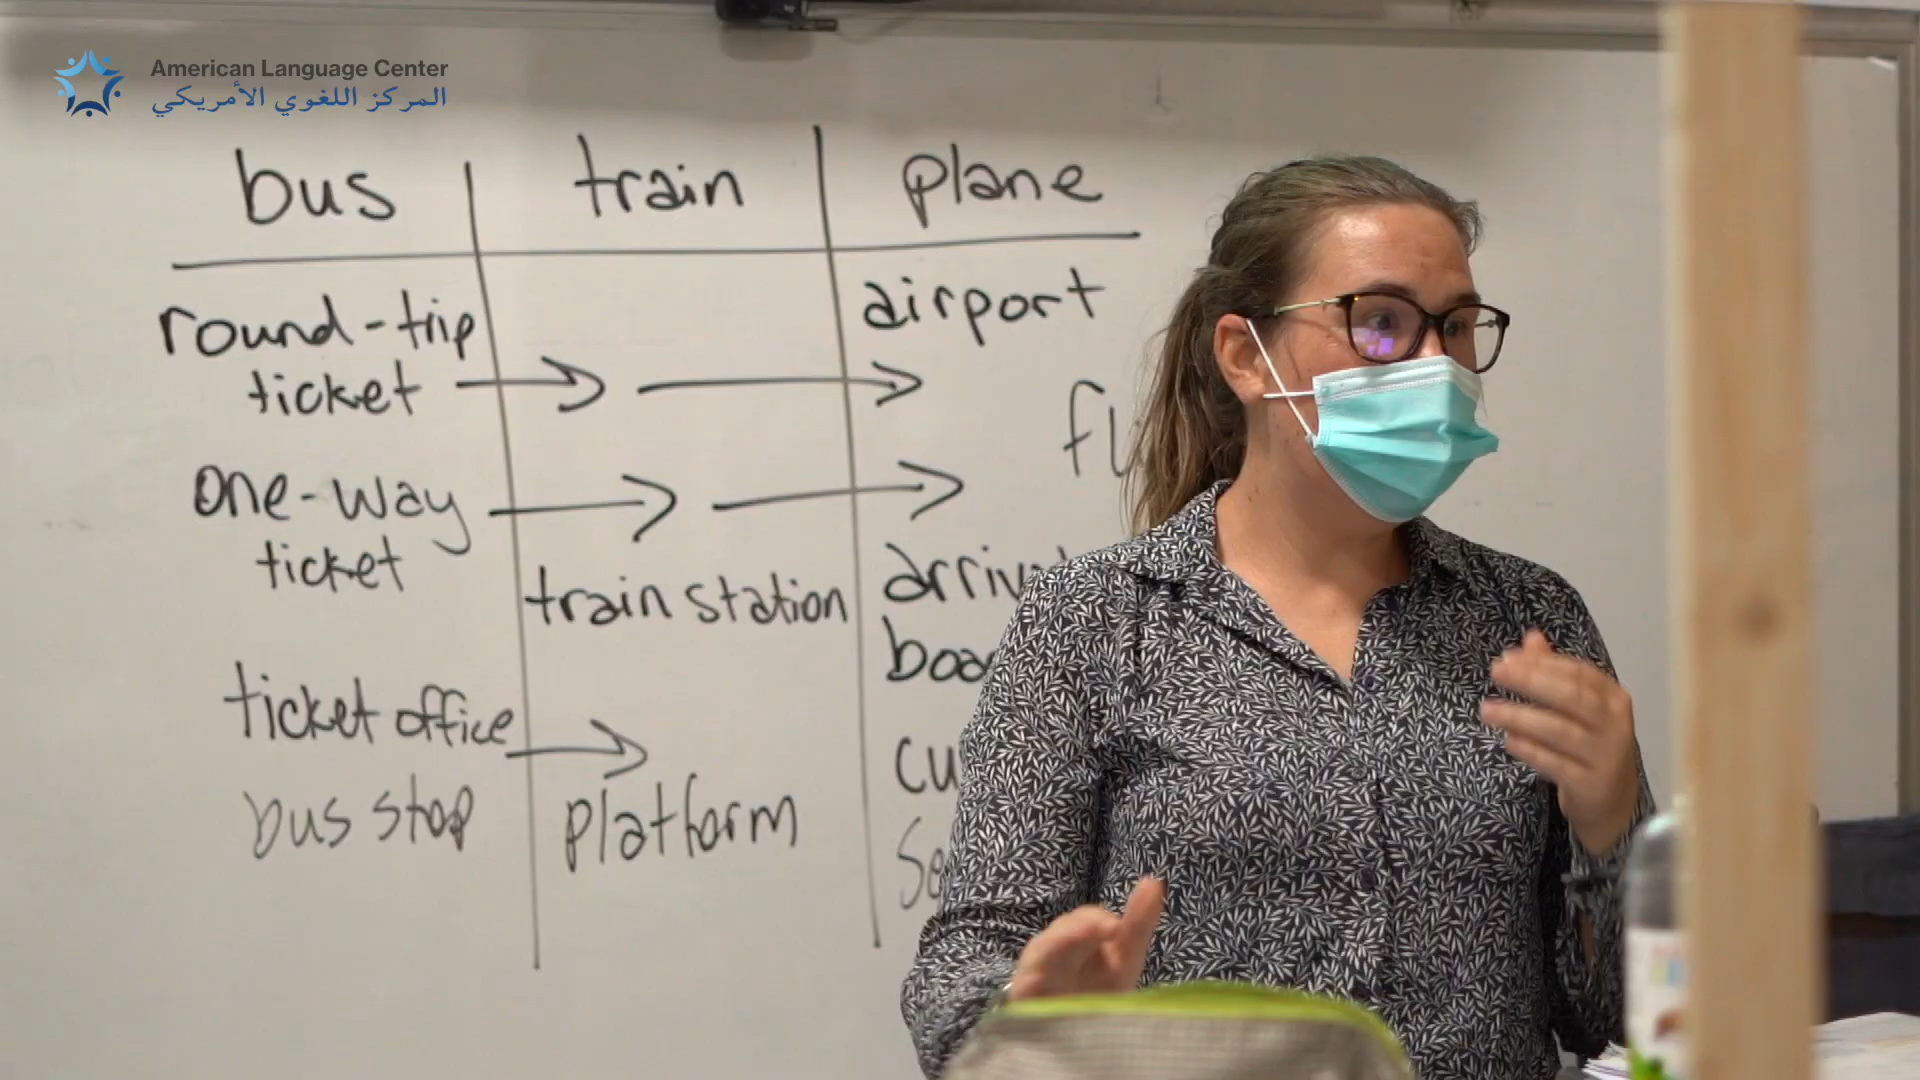 American Language Center
المركز اللغوي الأمريكي
bus train plane
round-trip
ticket
airport
one-way
ticket
train station
ticket office
bus stop
platform